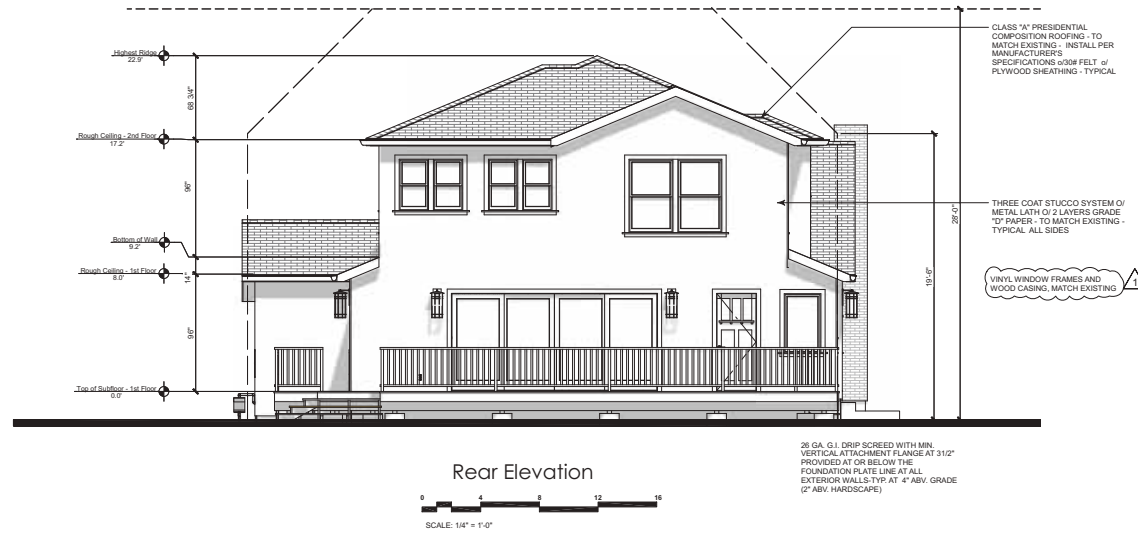 CLASS "A" PRESIDENTIAL
COMPOSITION ROOFING - TO
MATCH EXISTING - INSTALL PER
MANUFACTURER'S
SPECIFICATIONS o/30# FELT o/
PLYWOOD SHEATHING - TYPICAL
Highest Ridge
22.9'
68 3/4"
Rough Ceiling - 2nd Floor
17.2'
96"
THREE COAT STUCCO SYSTEM O/
METAL LATH O/ 2 LAYERS GRADE
"D" PAPER - TO MATCH EXISTING -
TYPICAL ALL SIDES
28'-0"
Bottom of Wall
9.2'
Rough Ceiling - 1st Floor
8.0'
14"
19'-6"
VINYL WINDOW FRAMES AND
WOOD CASING, MATCH EXISTING
1
96"
Top of Subfloor - 1st Floor
0.0'
26 GA. G.I. DRIP SCREED WITH MIN.
VERTICAL ATTACHMENT FLANGE AT 31/2"
PROVIDED AT OR BELOW THE
FOUNDATION PLATE LINE AT ALL
EXTERIOR WALLS-TYP. AT 4" ABV. GRADE
(2" ABV. HARDSCAPE)
Rear Elevation
0 4 8 12 16
SCALE: 1/4" = 1'-0"